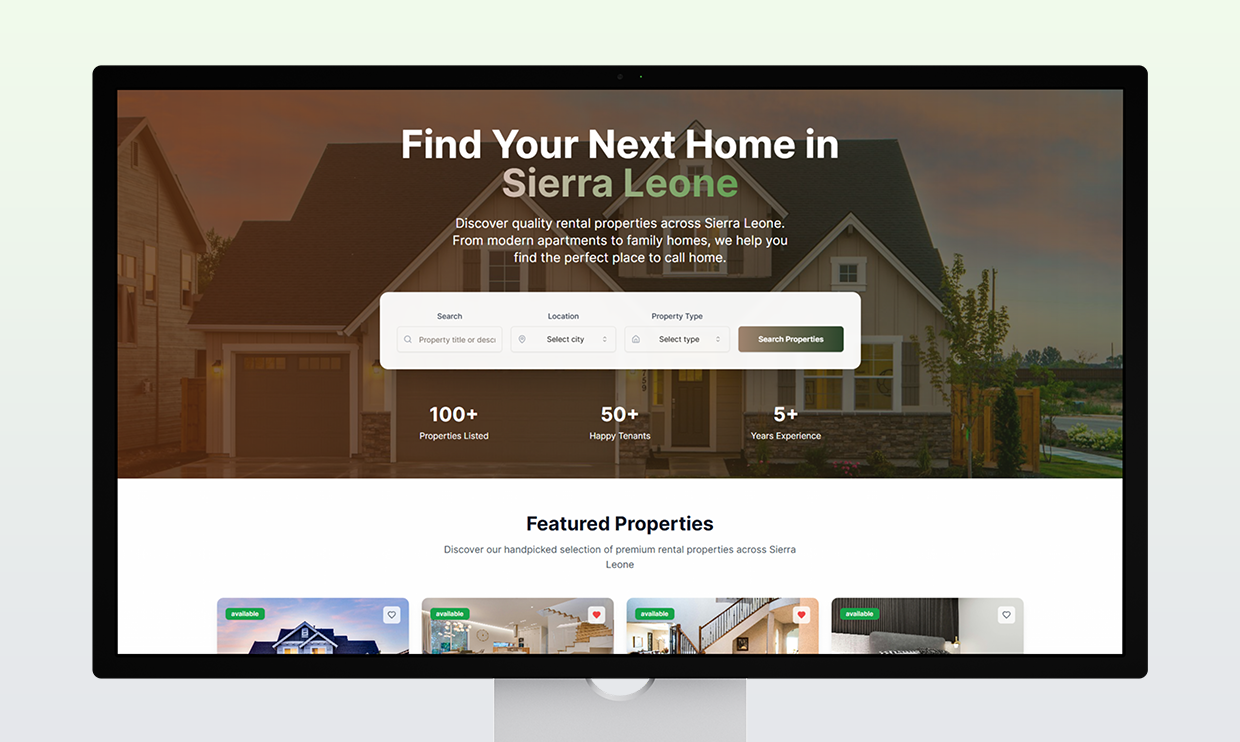 Find Your Next Home in
Sierra Leone
Discover quality rental properties across Sierra Leone.
From modern apartments to family homes, we help you
find the perfect place to call home.
Search
Location
Property Type
Property title or desc
Select city
Select type
Search Properties
100+
50+
5+
Properties Listed
Happy Tenants
Years Experience
Featured Properties
Discover our handpicked selection of premium rental properties across Sierra
Leone
available
available
available
available